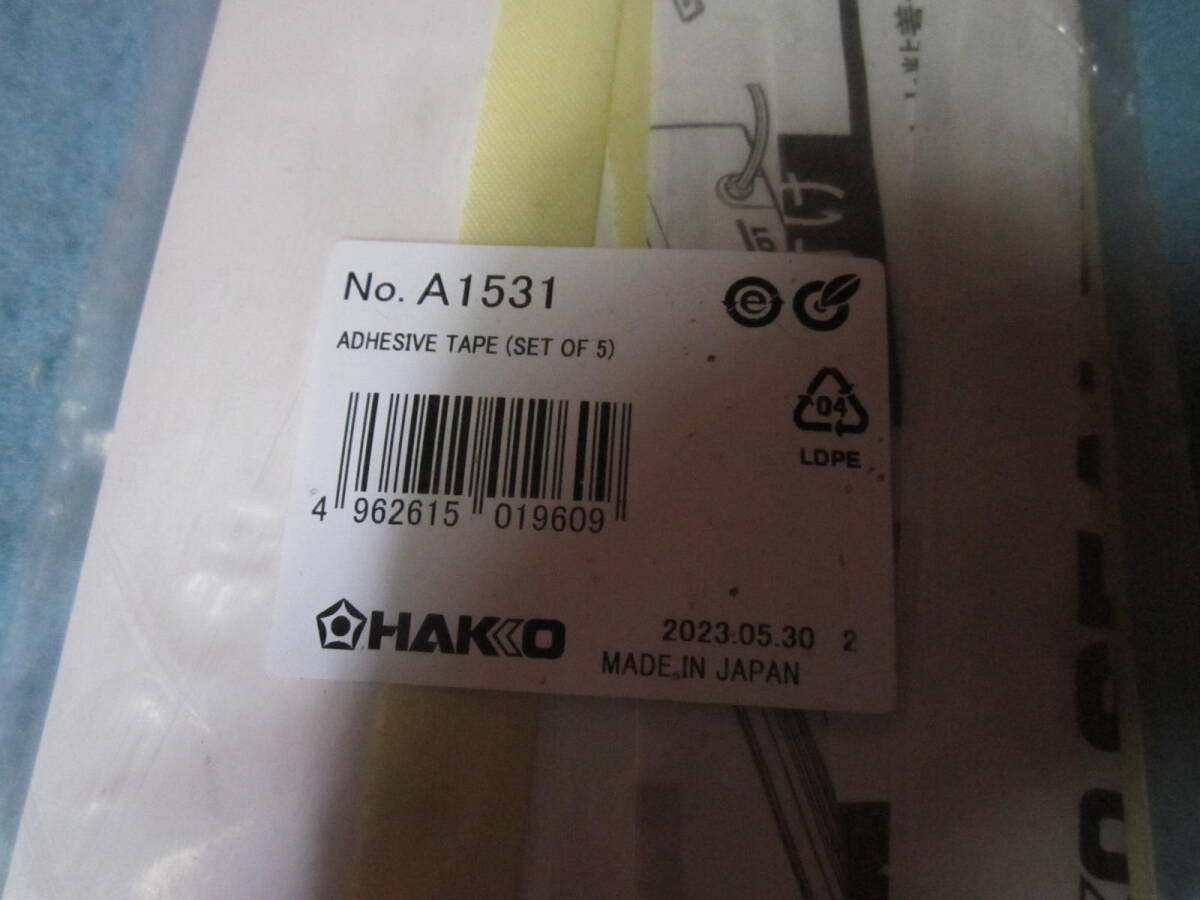 No. A1531
ADHESIVE TAPE (SET OF 5)
04
LDPE
4 962615 019609
HAKKO
2023.05.30 2
MADE IN JAPAN